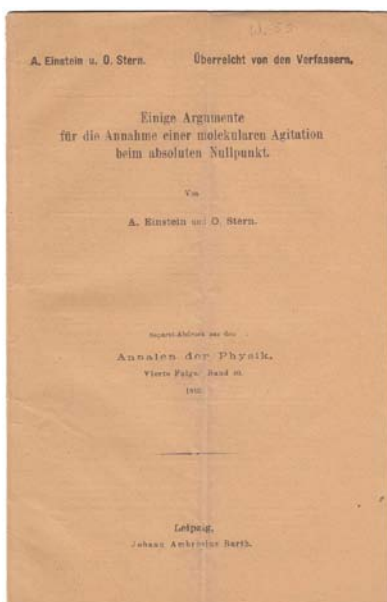 A. Einstein u. O. Stern. Überreicht von den Verfassern.
Einige Argumente
für die Annahme einer molekularen Agitation
beim absoluten Nullpunkt.
Von
A. Einstein und O. Stern.
Separat-Abdruck aus den
Annalen der Physik.
Vierte Folge. Band 40.
1913.
Leipzig,
Johann Ambrosius Barth.